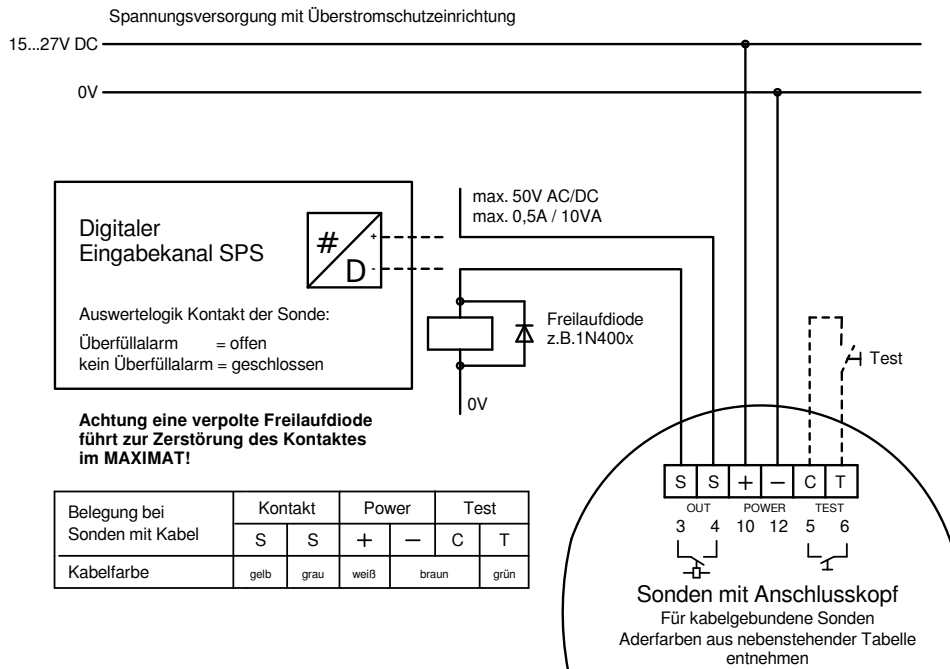 Spannungsversorgung mit Überstromschutzeinrichtung
15...27V DC
0V
max. 50V AC/DC
max. 0,5A / 10VA
Digitaler
Eingabekanal SPS
# + D -
Auswertelogik Kontakt der Sonde:
Überfüllalarm = offen
kein Überfüllalarm = geschlossen
Freilaufdiode
z.B.1N400x
0V
Test
Achtung eine verpolte Freilaufdiode
führt zur Zerstörung des Kontaktes
im MAXIMAT!
Belegung bei
Sonden mit Kabel
Kontakt Power Test
S S + − C T
Kabelfarbe gelb grau weiß braun grün
S S + − C T
OUT POWER TEST
3 4 10 12 5 6
Sonden mit Anschlusskopf
Für kabelgebundene Sonden
Aderfarben aus nebenstehender Tabelle
entnehmen